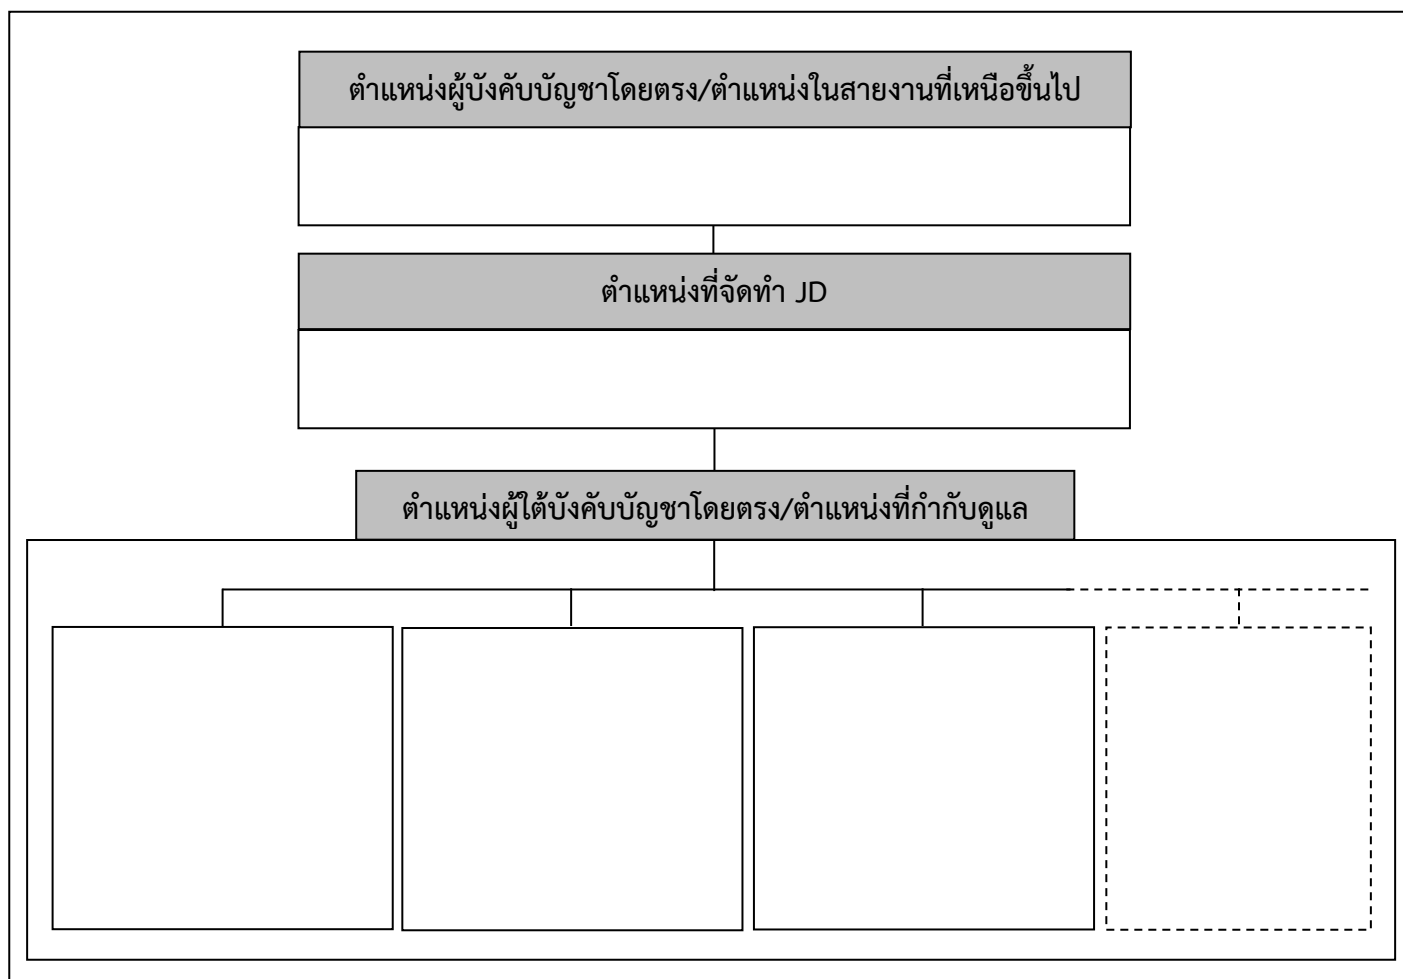 ตำแหน่งผู้บังคับบัญชาโดยตรง/ตำแหน่งในสายงานที่เหนือขึ้นไป
ตำแหน่งที่จัดทำ JD
ตำแหน่งผู้ใต้บังคับบัญชาโดยตรง/ตำแหน่งที่กำกับดูแล